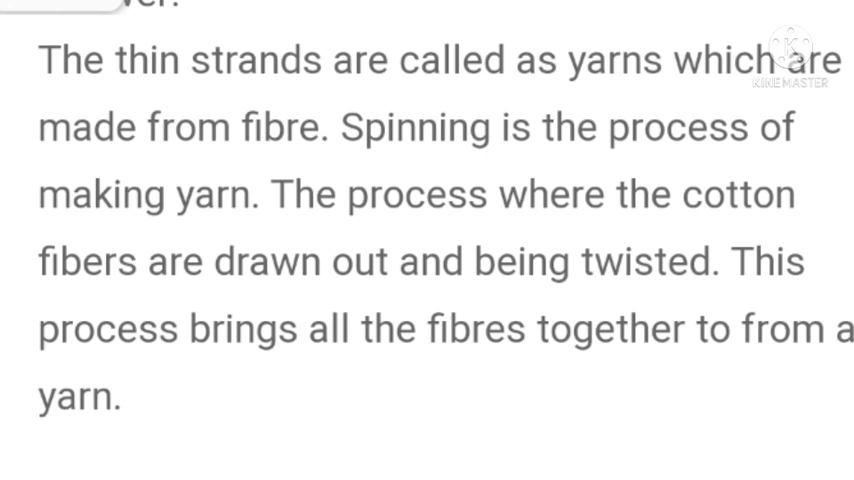 The thin strands are called as yarns which are
made from fibre. Spinning is the process of
making yarn. The process where the cotton
fibers are drawn out and being twisted. This
process brings all the fibres together to from a
yarn.
KINEMASTER